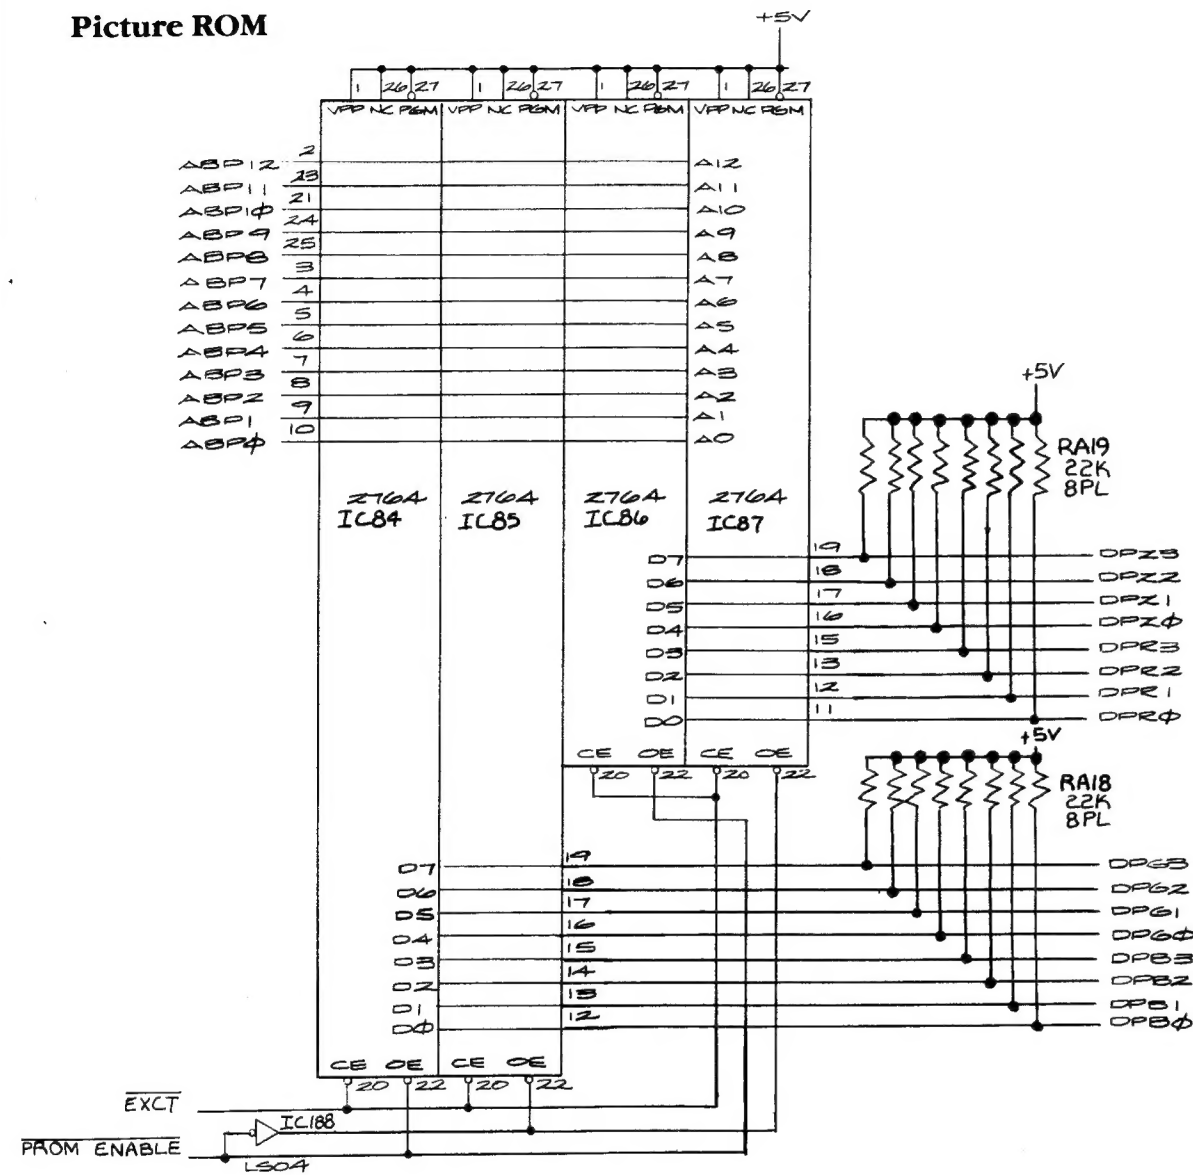 Picture ROM
+5V
1 26 27 1 26 27 1 26 27 1 26 27
VPP NC PGM VPP NC PGM VPP NC PGM VPP NC PGM
ABP12 2 A12
ABP11 23 A11
ABP1Ø 21 A10
ABP9 24 A9
ABP8 25 A8
ABP7 3 A7
ABP6 4 A6
ABP5 5 A5
ABP4 6 A4
ABP3 7 A3
ABP2 8 A2
ABP1 9 A1
ABPØ 10 A0
+5V
RA19
22K
8PL
2764 2764 2764 2764
IC84 IC85 IC86 IC87
D7 19 DPZ3
D6 18 DPZ2
D5 17 DPZ1
D4 16 DPZØ
D3 15 DPR3
D2 13 DPR2
D1 12 DPR1
D0 11 DPRØ
+5V
CE OE CE OE
20 22 20 22
RA18
22K
8PL
D7 19 DPG3
D6 18 DPG2
D5 17 DPG1
D4 16 DPGØ
D3 15 DPB3
D2 14 DPB2
D1 13 DPB1
DØ 12 DPBØ
CE OE CE OE
20 22 20 22
EXCT
IC188
PROM ENABLE
LS04